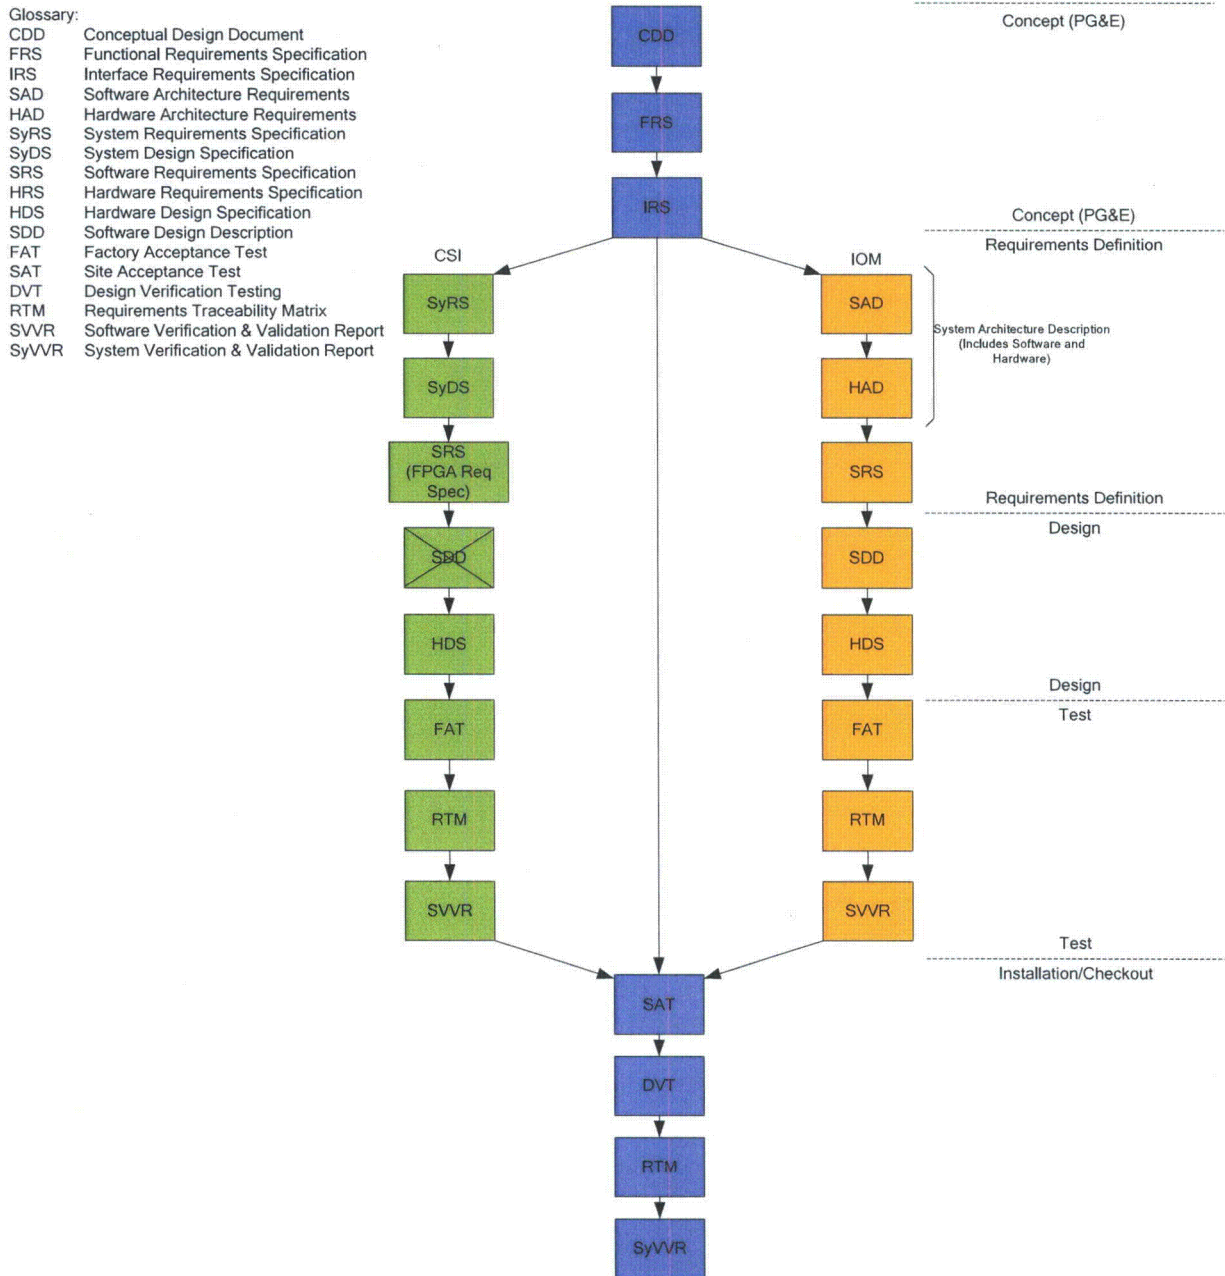 Glossary:
CDD Conceptual Design Document
FRS Functional Requirements Specification
IRS Interface Requirements Specification
SAD Software Architecture Requirements
HAD Hardware Architecture Requirements
SyRS System Requirements Specification
SyDS System Design Specification
SRS Software Requirements Specification
HRS Hardware Requirements Specification
HDS Hardware Design Specification
SDD Software Design Description
FAT Factory Acceptance Test
SAT Site Acceptance Test
DVT Design Verification Testing
RTM Requirements Traceability Matrix
SVVR Software Verification & Validation Report
SyVVR System Verification & Validation Report
CDD
FRS
IRS
Concept (PG&E)
Concept (PG&E)
Requirements Definition
CSI
SyRS
SyDS
SRS
(FPGA Req
Spec)
SDD
HDS
FAT
RTM
SVVR
IOM
SAD
HAD
SRS
SDD
HDS
FAT
RTM
SVVR
System Architecture Description
(Includes Software and
Hardware)
Requirements Definition
Design
Design
Test
Test
Installation/Checkout
SAT
DVT
RTM
SyVVR